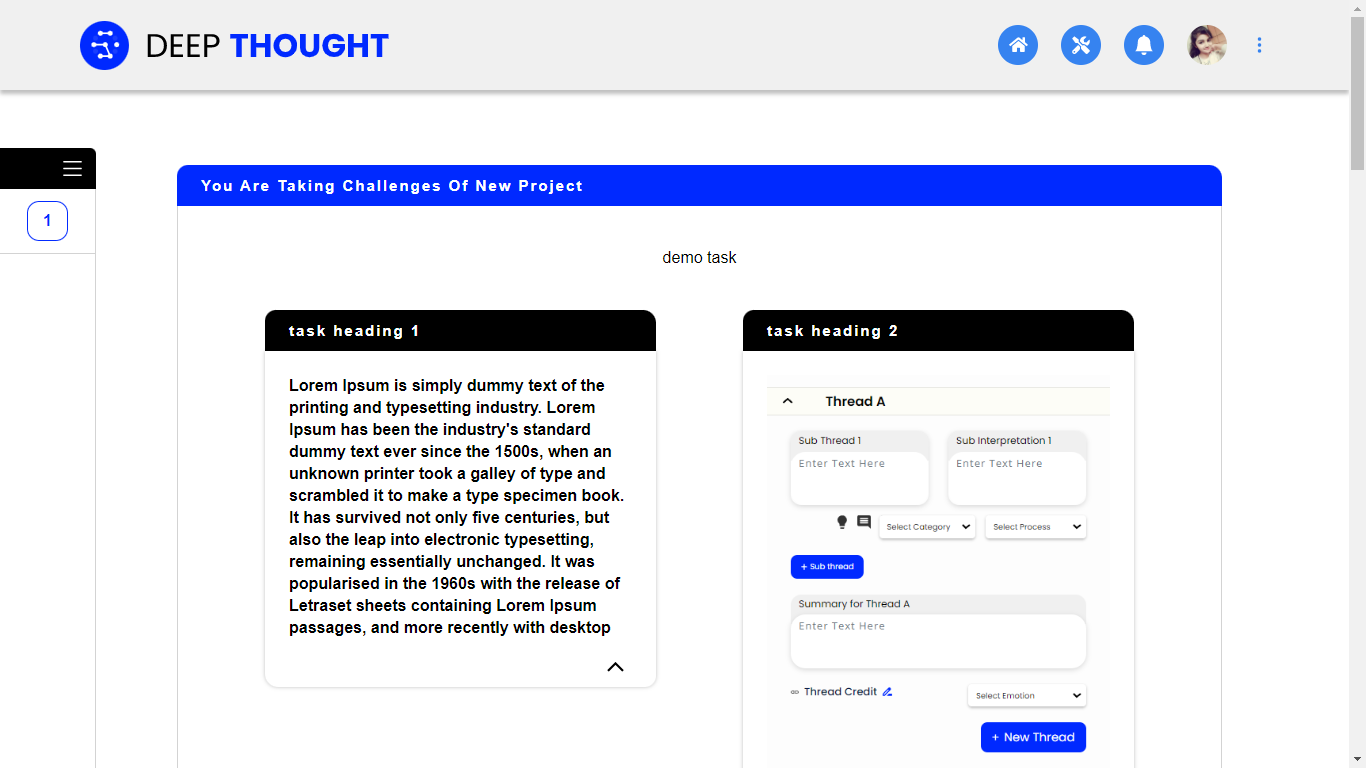 DEEP THOUGHT
1
You Are Taking Challenges Of New Project
demo task
task heading 1
Lorem Ipsum is simply dummy text of the
printing and typesetting industry. Lorem
Ipsum has been the industry's standard
dummy text ever since the 1500s, when an
unknown printer took a galley of type and
scrambled it to make a type specimen book.
It has survived not only five centuries, but
also the leap into electronic typesetting,
remaining essentially unchanged. It was
popularised in the 1960s with the release of
Letraset sheets containing Lorem Ipsum
passages, and more recently with desktop
task heading 2
Thread A
Sub Thread 1
Enter Text Here
Sub Interpretation 1
Enter Text Here
Select Category
Select Process
+ Sub thread
Summary for Thread A
Enter Text Here
Thread Credit
Select Emotion
+ New Thread